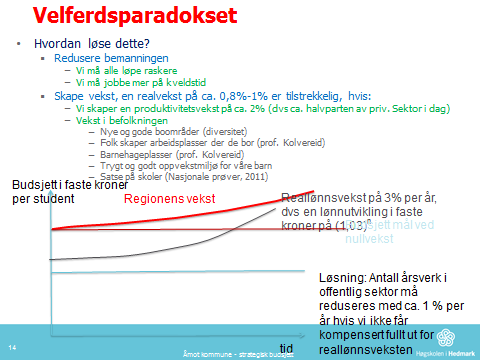 Velferdsparadokset
Hvordan løse dette?
Redusere bemanningen
– Vi må alle løpe raskere
– Vi må jobbe mer på kveldstid
Skape vekst, en realvekst på ca. 0,8%-1% er tilstrekkelig, hvis:
– Vi skaper en produktivitetsvekst på ca. 2% (dvs ca. halvparten av priv. Sektor i dag)
– Vekst i befolkningen
– Nye og gode boområder (diversitet)
– Folk skaper arbeidsplasser der de bor (prof. Kolvereid)
– Barnehageplasser (prof. Kolvereid)
– Trygt og godt oppvekstmiljø for våre barn
– Satse på skoler (Nasjonale prøver, 2011)
Budsjett i faste kroner
per student
Regionens vekst
Reallønnsvekst på 3% per år,
dvs en lønnutvikling i faste
kroner på (1,03)
mål ved
nullvekst
Løsning: Antall årsverk i
offentlig sektor må
reduseres med ca. 1 % per
år hvis vi ikke får
kompensert fullt ut for
reallønnsveksten
tid
14
Åmot kommune - strategisk budsjett
Høgskolen i Hedmark